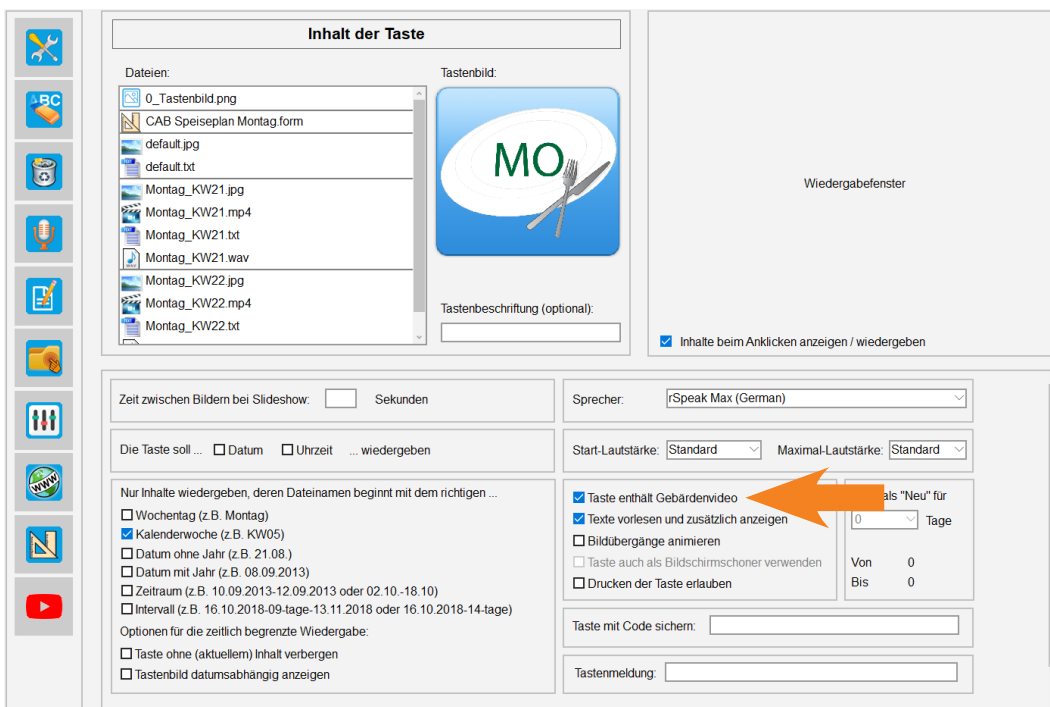 Inhalt der Taste
Dateien:
Tastenbild:
0_Tastenbild.png
CAB Speiseplan Montag.form
default.jpg
default.txt
Montag_KW21.jpg
Montag_KW21.mp4
Montag_KW21.txt
Montag_KW21.wav
Montag_KW22.jpg
Montag_KW22.mp4
Montag_KW22.txt
MO
Tastenbeschriftung (optional):
Wiedergabefenster
Inhalte beim Anklicken anzeigen / wiedergeben
ABC
WWW
Zeit zwischen Bildern bei Slideshow: Sekunden
Die Taste soll ... Datum Uhrzeit ... wiedergeben
Nur Inhalte wiedergeben, deren Dateinamen beginnt mit dem richtigen ...
Wochentag (z.B. Montag)
Kalenderwoche (z.B. KW05)
Datum ohne Jahr (z.B. 21.08.)
Datum mit Jahr (z.B. 08.09.2013)
Zeitraum (z.B. 10.09.2013-12.09.2013 oder 02.10.-18.10)
Intervall (z.B. 16.10.2018-09-tage-13.11.2018 oder 16.10.2018-14-tage)
Optionen für die zeitlich begrenzte Wiedergabe:
Taste ohne (aktuellem) Inhalt verbergen
Tastenbild datumsabhängig anzeigen
Sprecher: rSpeak Max (German)
Start-Lautstärke: Standard Maximal-Lautstärke: Standard
Taste enthält Gebärdenvideo
Texte vorlesen und zusätzlich anzeigen
Bildübergänge animieren
Taste auch als Bildschirmschoner verwenden
Drucken der Taste erlauben
als "Neu" für
0 Tage
Von 0
Bis 0
Taste mit Code sichern:
Tastenmeldung: